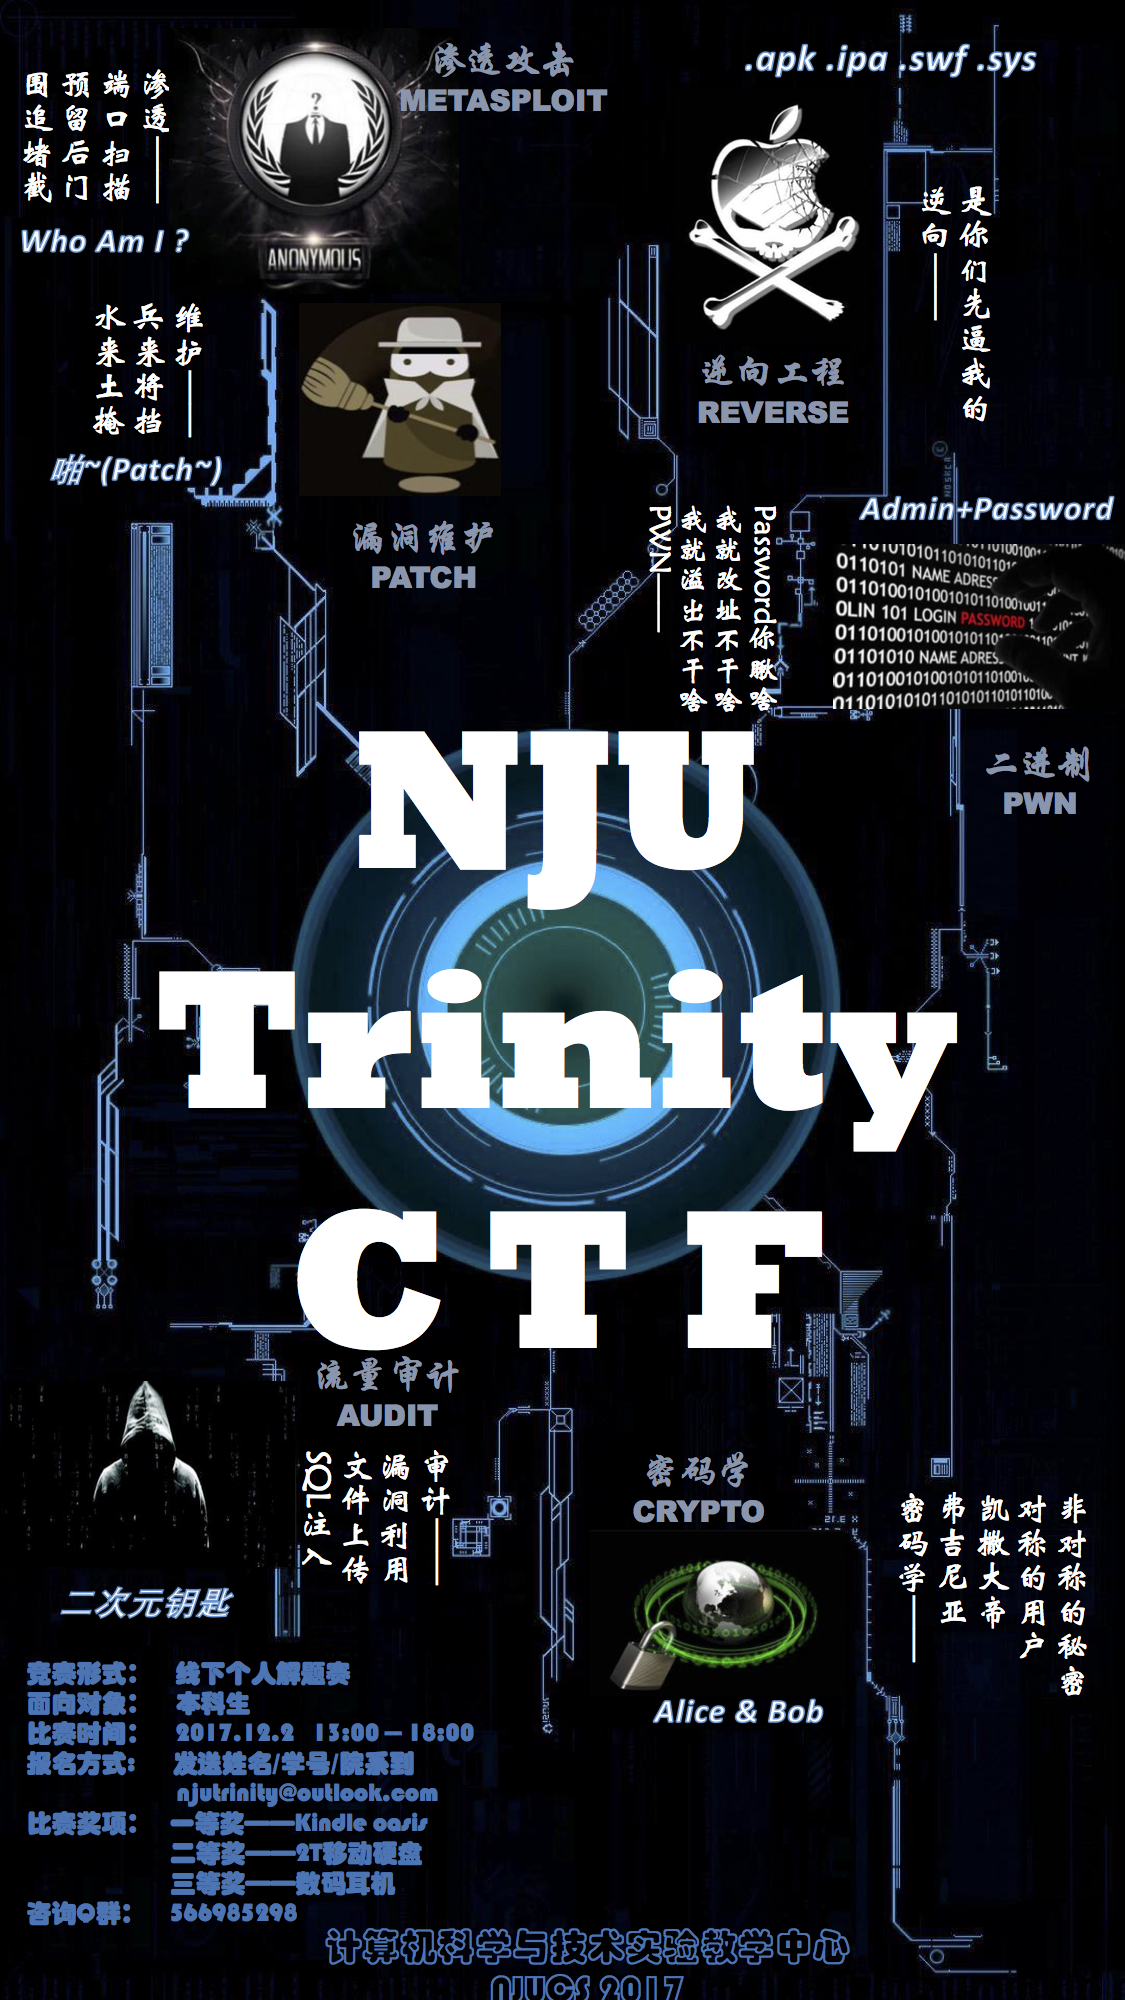 渗透——
端口扫描
预留后门
围追堵截
Who Am I ?
ANONYMOUS
渗透攻击
METASPLOIT
.apk .ipa .swf .sys
是你们先逼我的
逆向——
逆向工程
REVERSE
维护——
兵来将挡
水来土掩
啪~(Patch~)
漏洞维护
PATCH
Password你瞅啥
我就改址不干啥
我就溢出不干啥
PWN——
Admin+Password
0110101 NAME ADRES
0LIN 101 LOGIN PASSWORD 1
01101010 NAME ADRES
二进制
PWN
NJU
Trinity
C T F
流量审计
AUDIT
审计——
漏洞利用
文件上传
SQL注入
二次元钥匙
密码学
CRYPTO
非对称的秘密
对称的用户
凯撒大帝
弗吉尼亚
密码学——
Alice & Bob
竞赛形式： 线下个人解题赛
面向对象： 本科生
比赛时间： 2017.12.2 13:00 — 18:00
报名方式： 发送姓名/学号/院系到
njutrinity@outlook.com
比赛奖项： 一等奖——Kindle oasis
二等奖——2T移动硬盘
三等奖——数码耳机
咨询Q群： 566985298
计算机科学与技术实验教学中心
NJUCS 2017